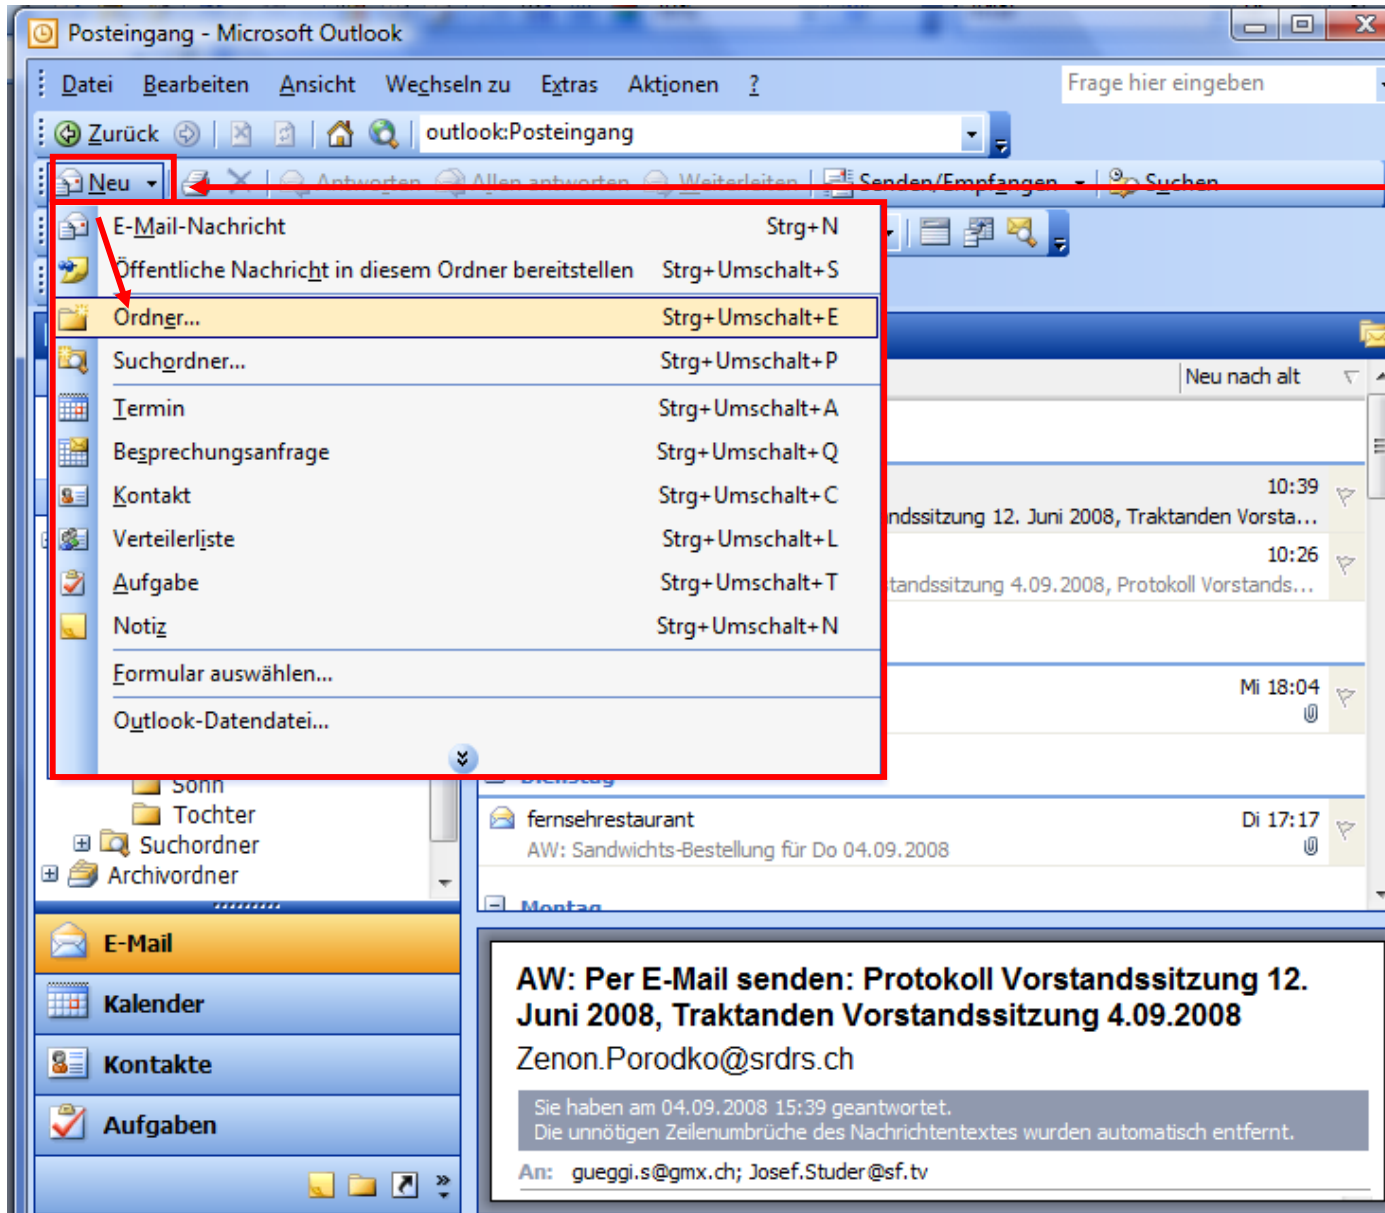 Posteingang - Microsoft Outlook
Datei Bearbeiten Ansicht Wechseln zu Extras Aktionen ? Frage hier eingeben
Zurück outlook:Posteingang
Neu Antworten Allen antworten Weiterleiten Senden/Empfangen Suchen
E-Mail-Nachricht Strg+N
Öffentliche Nachricht in diesem Ordner bereitstellen Strg+Umschalt+S
Ordner... Strg+Umschalt+E
Suchordner... Strg+Umschalt+P
Neu nach alt
Termin Strg+Umschalt+A
Besprechungsanfrage Strg+Umschalt+Q
10:39
Kontakt Strg+Umschalt+C
ndssitzung 12. Juni 2008, Traktanden Vorsta...
Verteilerliste Strg+Umschalt+L
10:26
Aufgabe Strg+Umschalt+T
tandssitzung 4.09.2008, Protokoll Vorstands...
Notiz Strg+Umschalt+N
Formular auswählen...
Mi 18:04
Outlook-Datendatei...
Dienstag
Sohn
Tochter
fernsehrestaurant Di 17:17
Suchordner
AW: Sandwichts-Bestellung für Do 04.09.2008
Archivordner
Montag
E-Mail
Kalender
Kontakte
Aufgaben
AW: Per E-Mail senden: Protokoll Vorstandssitzung 12.
Juni 2008, Traktanden Vorstandssitzung 4.09.2008
Zenon.Porodko@srdrs.ch
Sie haben am 04.09.2008 15:39 geantwortet.
Die unnötigen Zeilenumbrüche des Nachrichtentextes wurden automatisch entfernt.
An: gueggi.s@gmx.ch; Josef.Studer@sf.tv